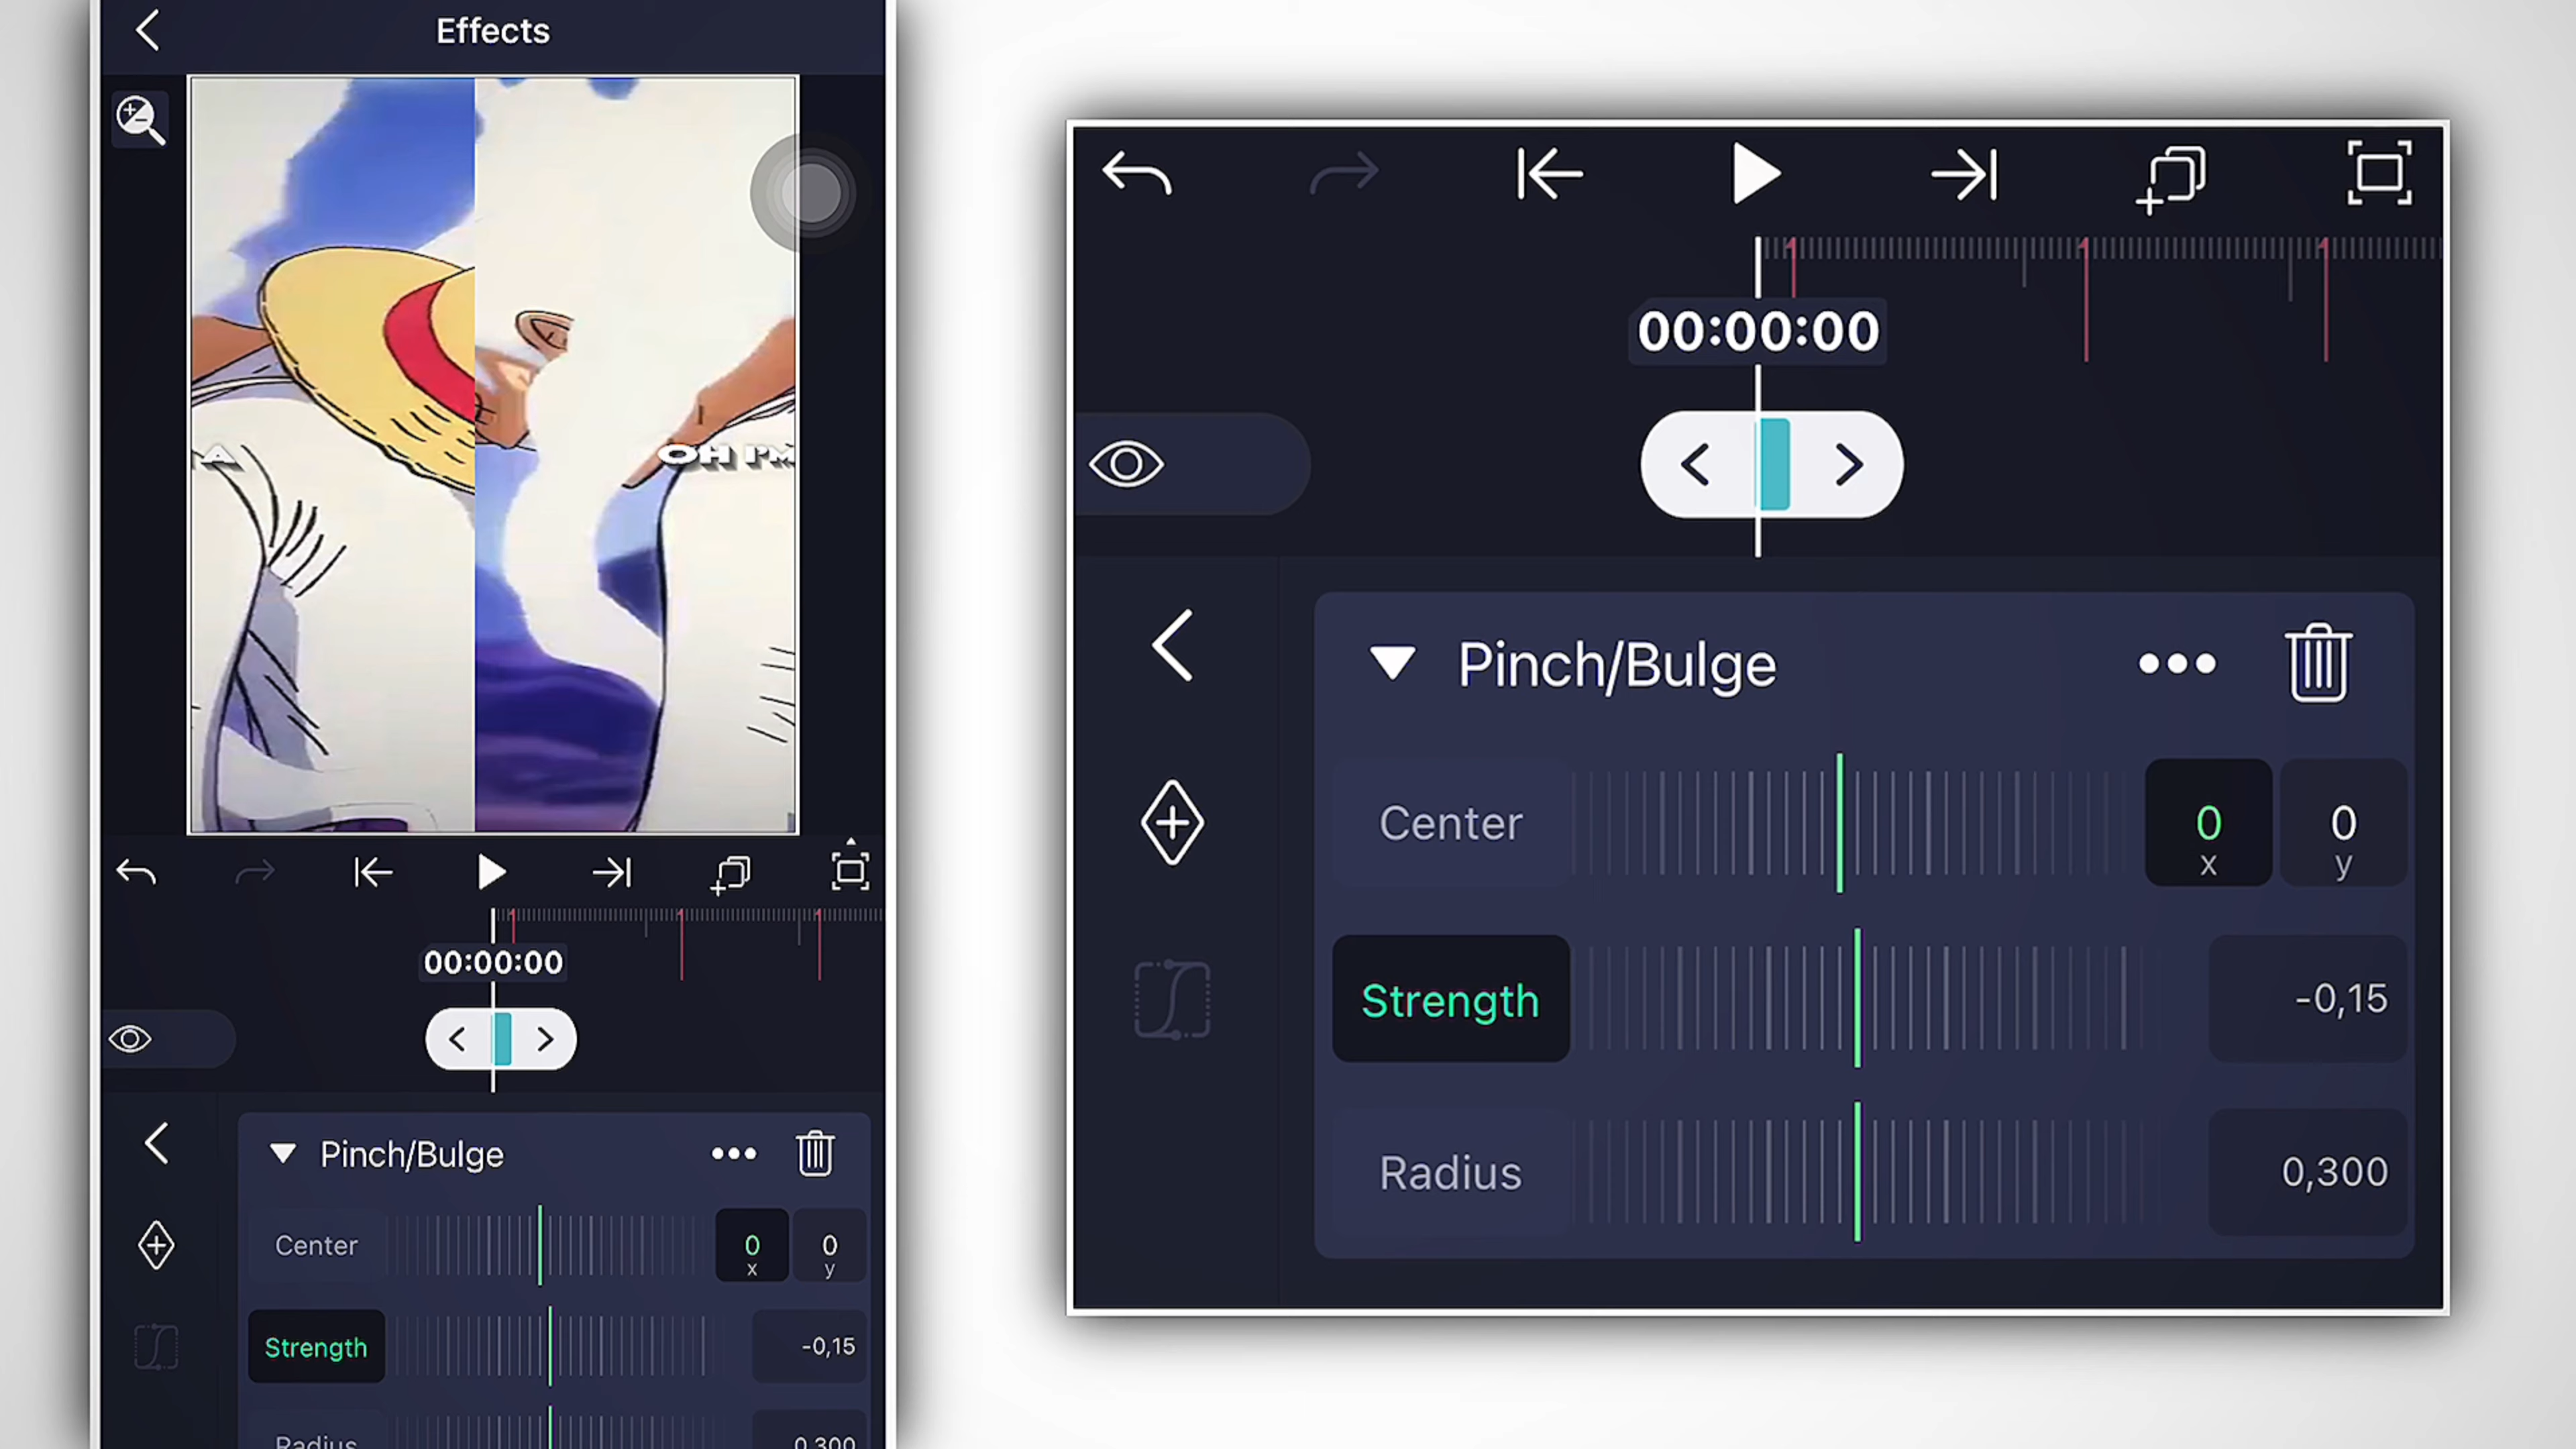 Effects
A
OH I'M
00:00:00
Pinch/Bulge
Center
0
x
0
y
Strength
-0,15
Radius
0,300
00:00:00
Pinch/Bulge
Center
0
x
0
y
Strength
-0,15
Radius
0,300